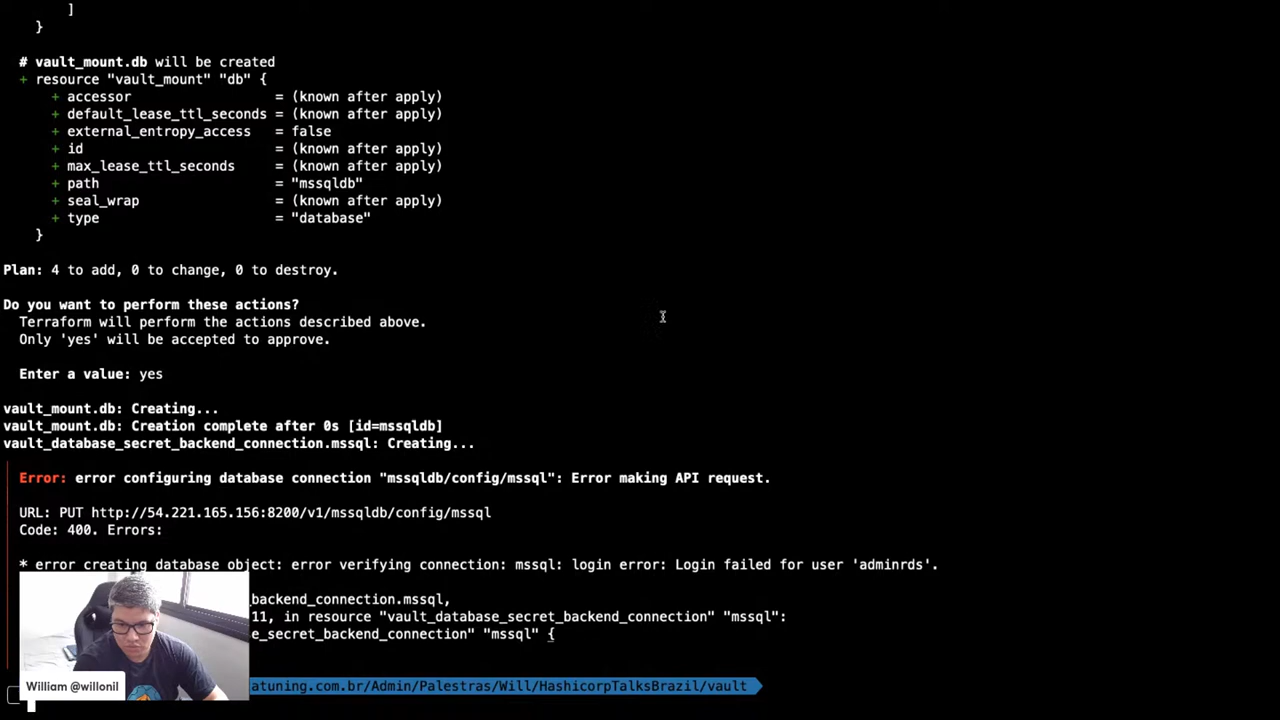 ]
}
# vault_mount.db will be created
+ resource "vault_mount" "db" {
+ accessor = (known after apply)
+ default_lease_ttl_seconds = (known after apply)
+ external_entropy_access = false
+ id = (known after apply)
+ max_lease_ttl_seconds = (known after apply)
+ path = "mssqldb"
+ seal_wrap = (known after apply)
+ type = "database"
}
Plan: 4 to add, 0 to change, 0 to destroy.
Do you want to perform these actions?
Terraform will perform the actions described above.
Only 'yes' will be accepted to approve.
Enter a value: yes
vault_mount.db: Creating...
vault_mount.db: Creation complete after 0s [id=mssqldb]
vault_database_secret_backend_connection.mssql: Creating...
Error: error configuring database connection "mssqldb/config/mssql": Error making API request.
URL: PUT http://54.221.165.156:8200/v1/mssqldb/config/mssql
Code: 400. Errors:
* error creating database object: error verifying connection: mssql: login error: Login failed for user 'adminrds'.
_backend_connection.mssql,
11, in resource "vault_database_secret_backend_connection" "mssql":
e_secret_backend_connection" "mssql" {
William @willonil
atuning.com.br/Admin/Palestras/Will/HashicorpTalksBrazil/vault